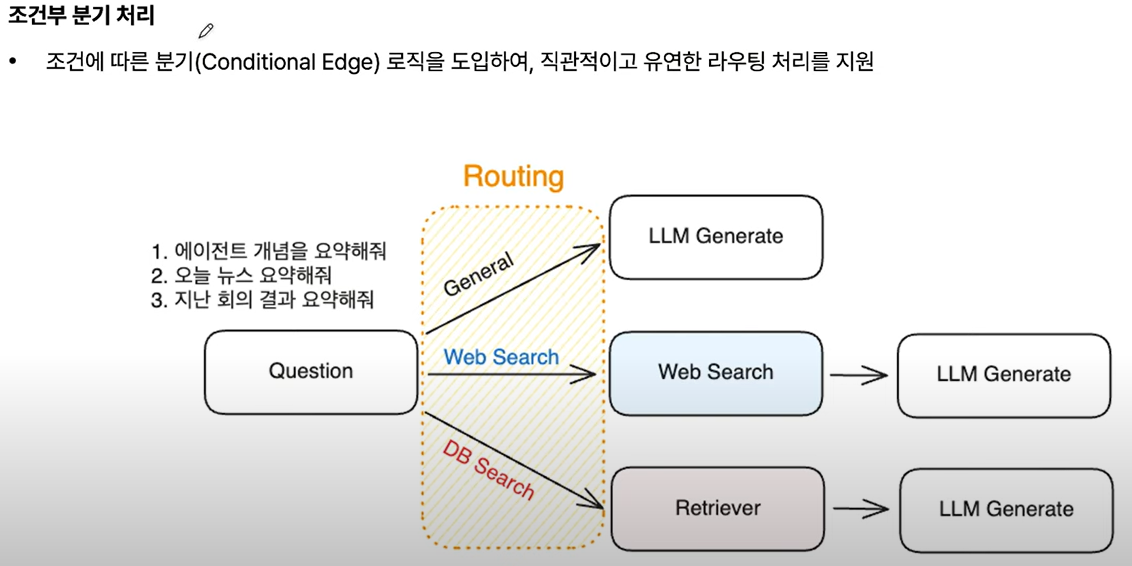 조건부 분기 처리
• 조건에 따른 분기(Conditional Edge) 로직을 도입하여, 직관적이고 유연한 라우팅 처리를 지원
Routing
1. 에이전트 개념을 요약해줘
2. 오늘 뉴스 요약해줘
3. 지난 회의 결과 요약해줘
General
LLM Generate
Question
Web Search
Web Search
LLM Generate
DB Search
Retriever
LLM Generate